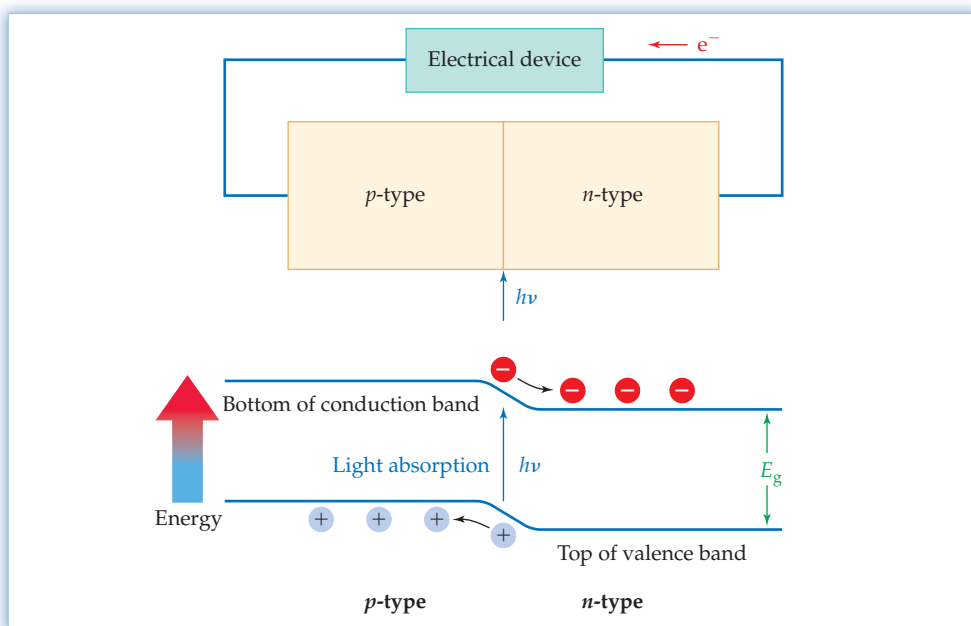 e⁻
Electrical device
p-type n-type
hν
−
− − −
Bottom of conduction band
Light absorption hν
E_g
+ + + +
Energy
Top of valence band
p-type n-type